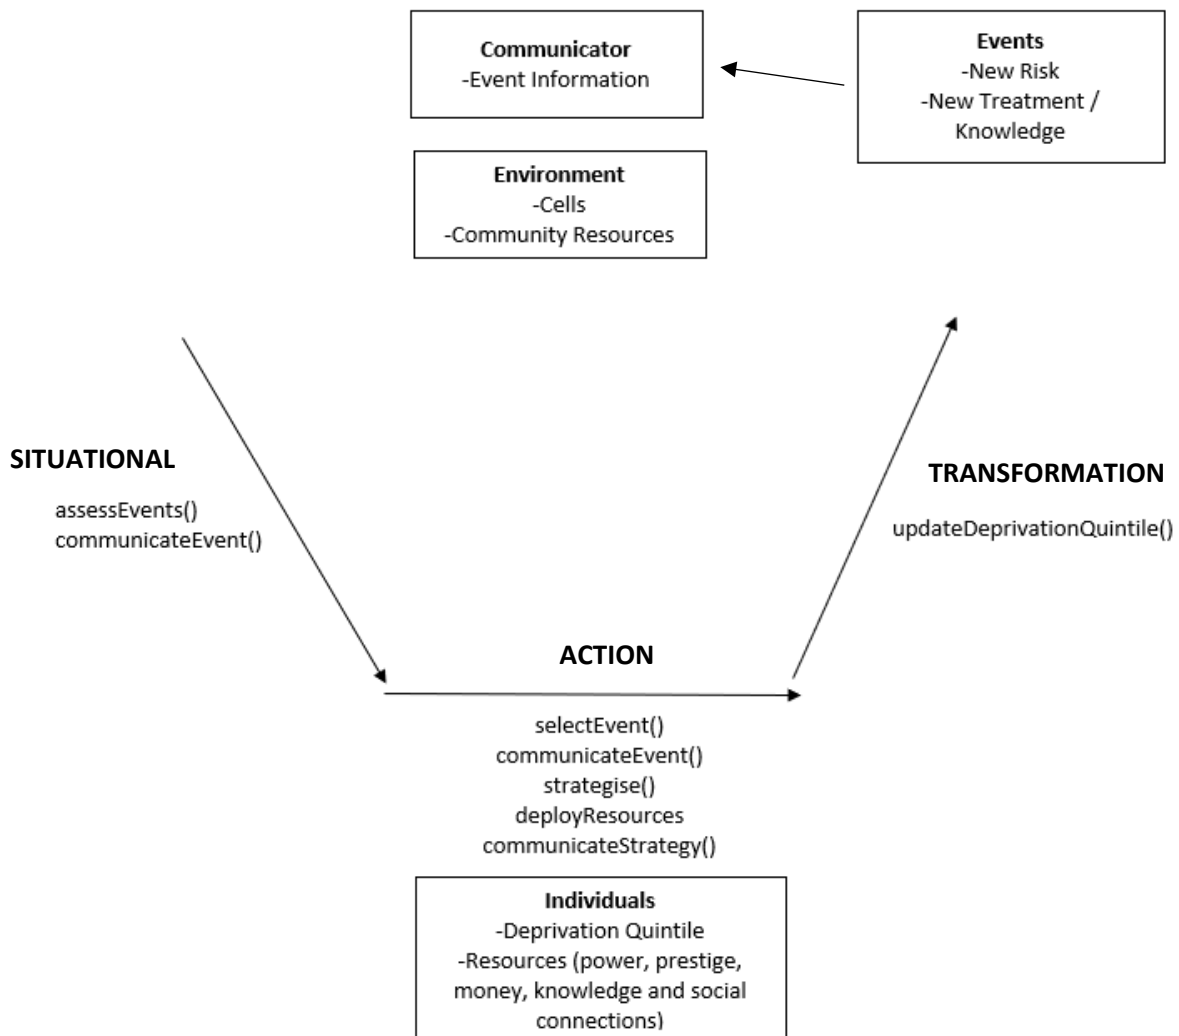 Communicator
-Event Information
Events
-New Risk
-New Treatment /
Knowledge
Environment
-Cells
-Community Resources
SITUATIONAL
assessEvents()
communicateEvent()
TRANSFORMATION
updateDeprivationQuintile()
ACTION
selectEvent()
communicateEvent()
strategise()
deployResources
communicateStrategy()
Individuals
-Deprivation Quintile
-Resources (power, prestige,
money, knowledge and social
connections)